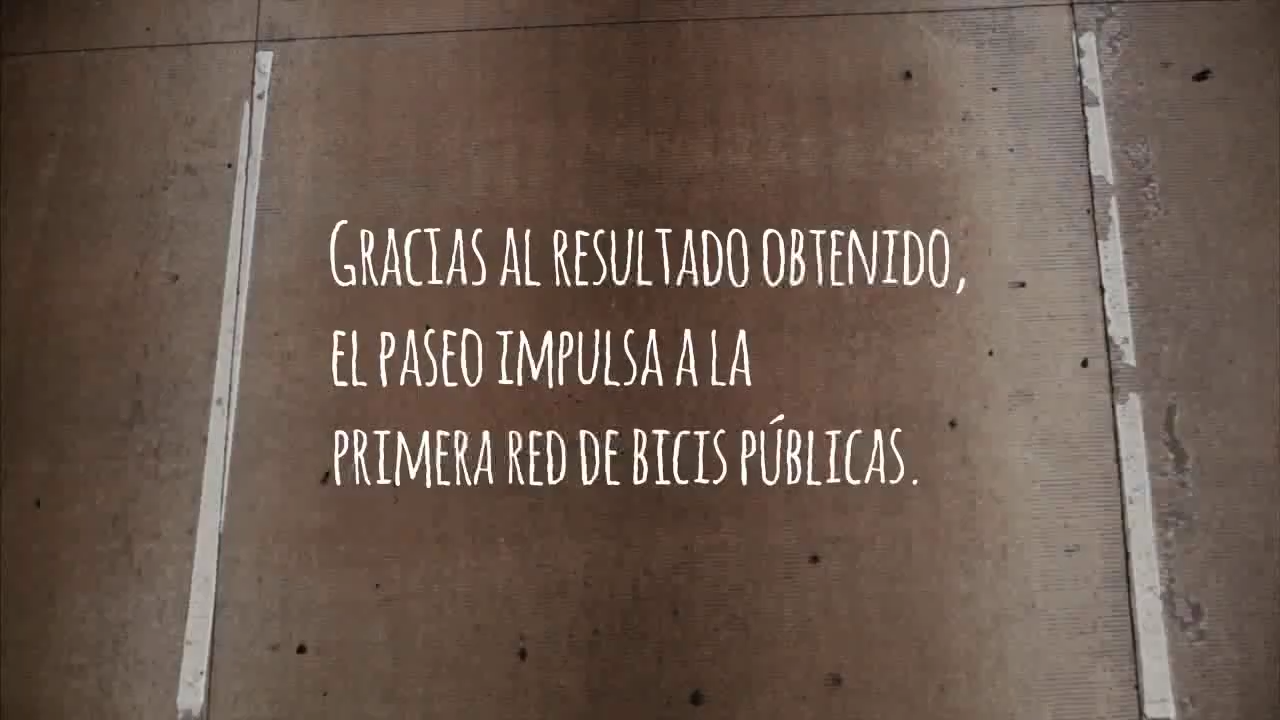 Gracias al resultado obtenido,
el paseo impulsa a la
primera red de bicis públicas.